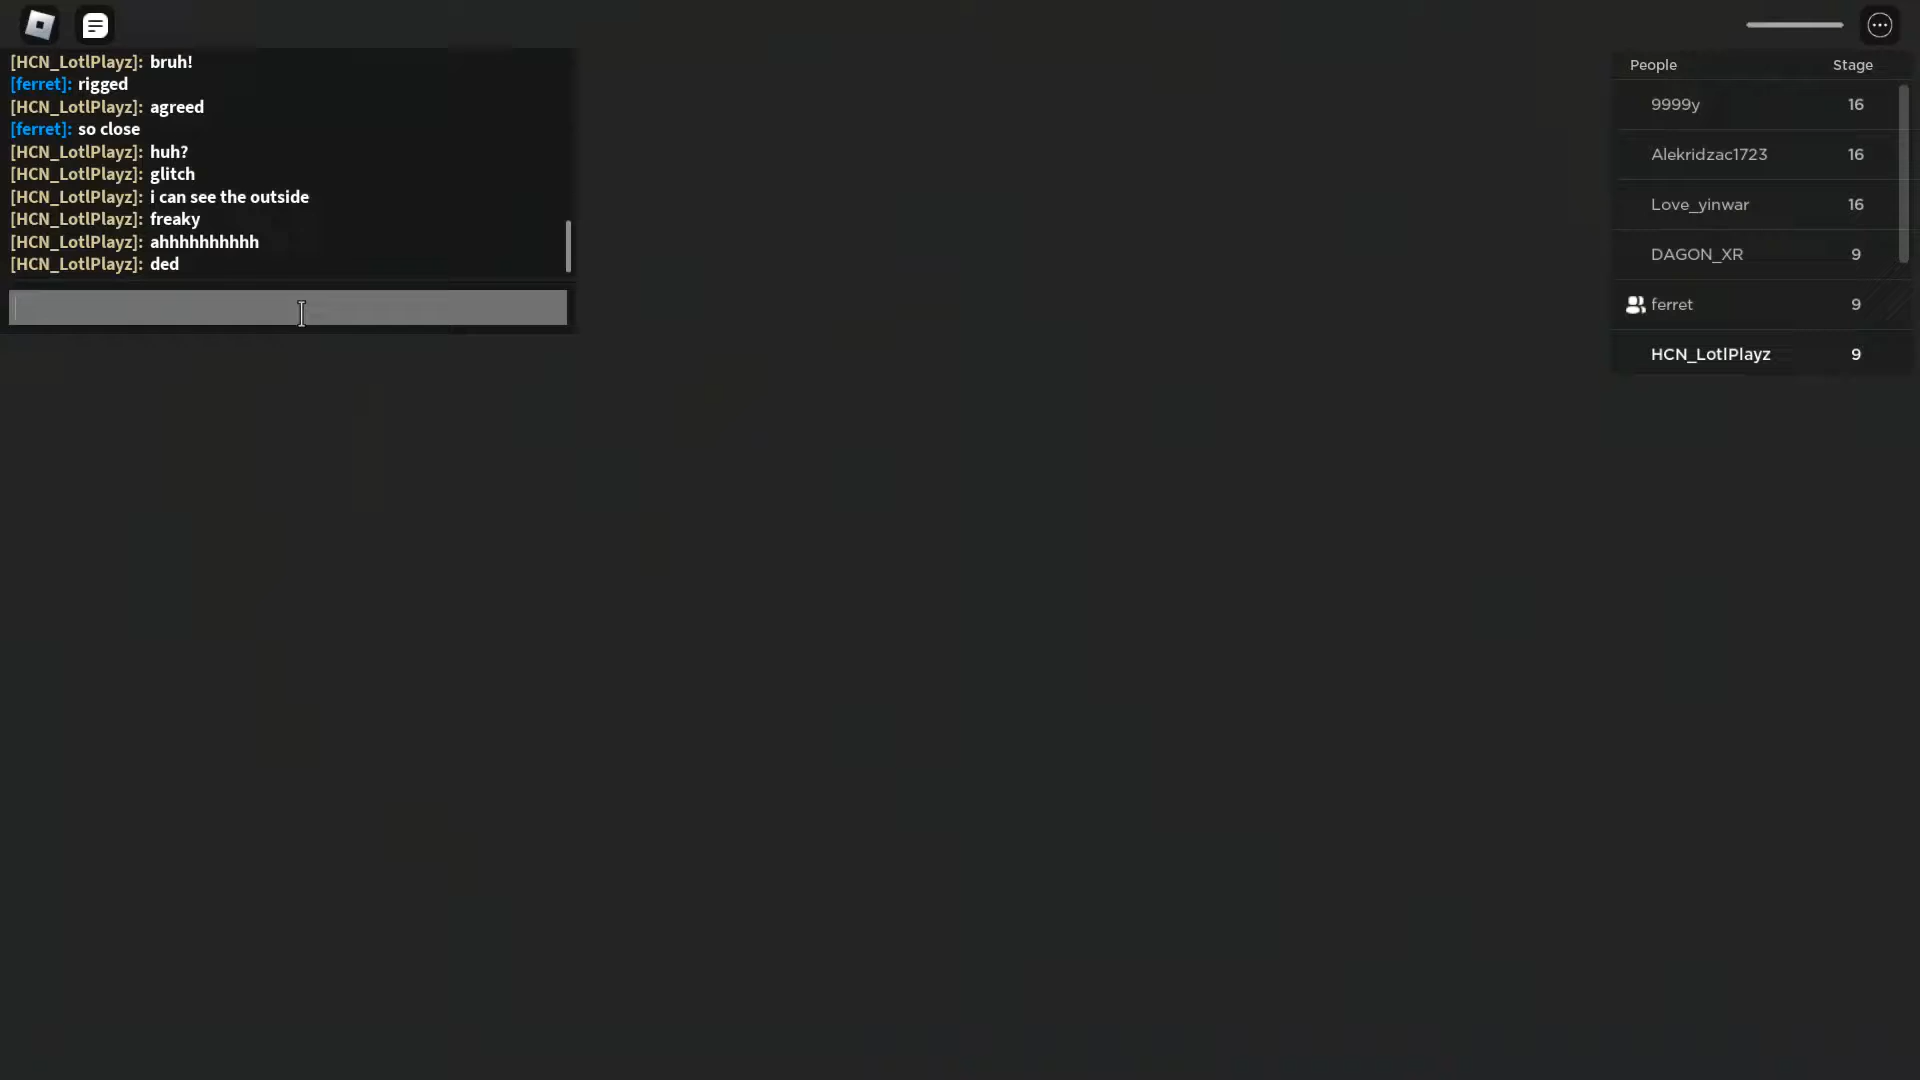 [HCN_LotlPlayz]: bruh!
[ferret]: rigged
[HCN_LotlPlayz]: agreed
[ferret]: so close
[HCN_LotlPlayz]: huh?
[HCN_LotlPlayz]: glitch
[HCN_LotlPlayz]: i can see the outside
[HCN_LotlPlayz]: freaky
[HCN_LotlPlayz]: ahhhhhhhhhh
[HCN_LotlPlayz]: ded
People Stage
9999y 16
Alekridzac1723 16
Love_yinwar 16
DAGON_XR 9
ferret 9
HCN_LotlPlayz 9